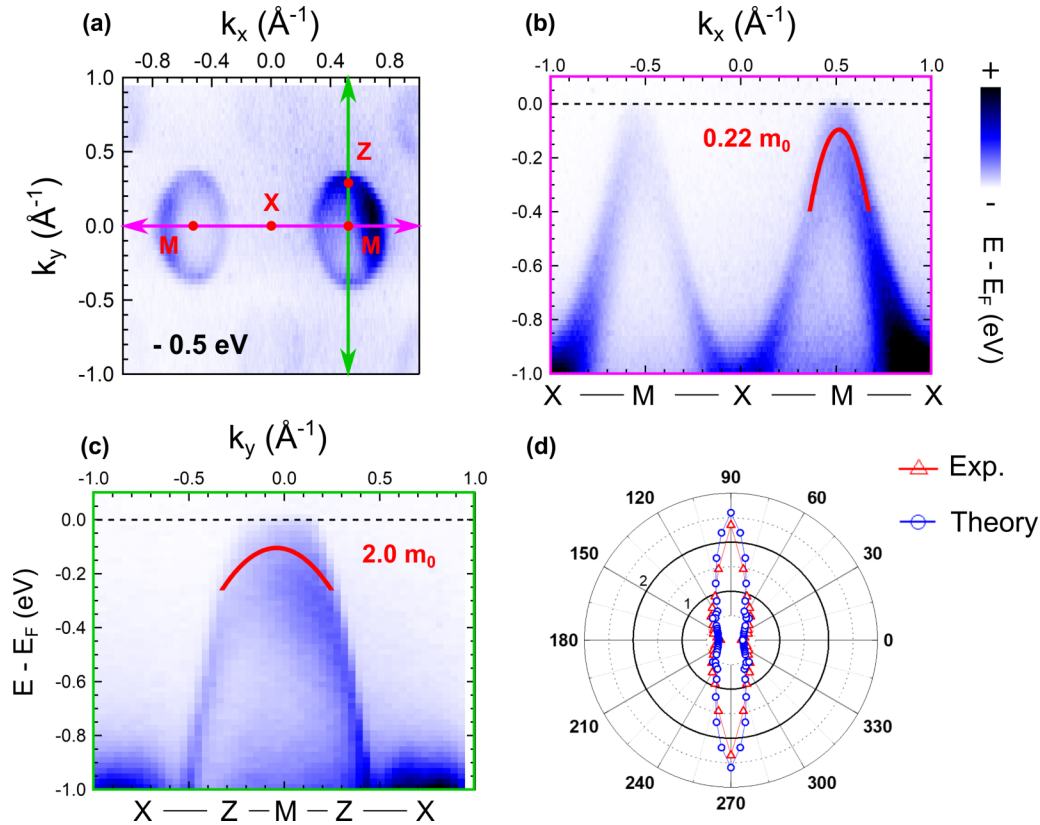 (a)
kₓ (Å⁻¹)
-0.8 -0.4 0.0 0.4 0.8
1.0
0.5
0.0
-0.5
-1.0
k_y (Å⁻¹)
Z
X
M
M
- 0.5 eV
(b)
kₓ (Å⁻¹)
-1.0 -0.5 0.0 0.5 1.0
0.0
-0.2
-0.4
-0.6
-0.8
-1.0
0.22 m₀
X — M — X — M — X
+
-
E - E_F (eV)
(c)
k_y (Å⁻¹)
-1.0 -0.5 0.0 0.5 1.0
0.0
-0.2
-0.4
-0.6
-0.8
-1.0
E - E_F (eV)
2.0 m₀
X — Z — M — Z — X
(d)
90
120 60
150 30
2
1
180 0
210 330
240 300
270
Exp.
Theory